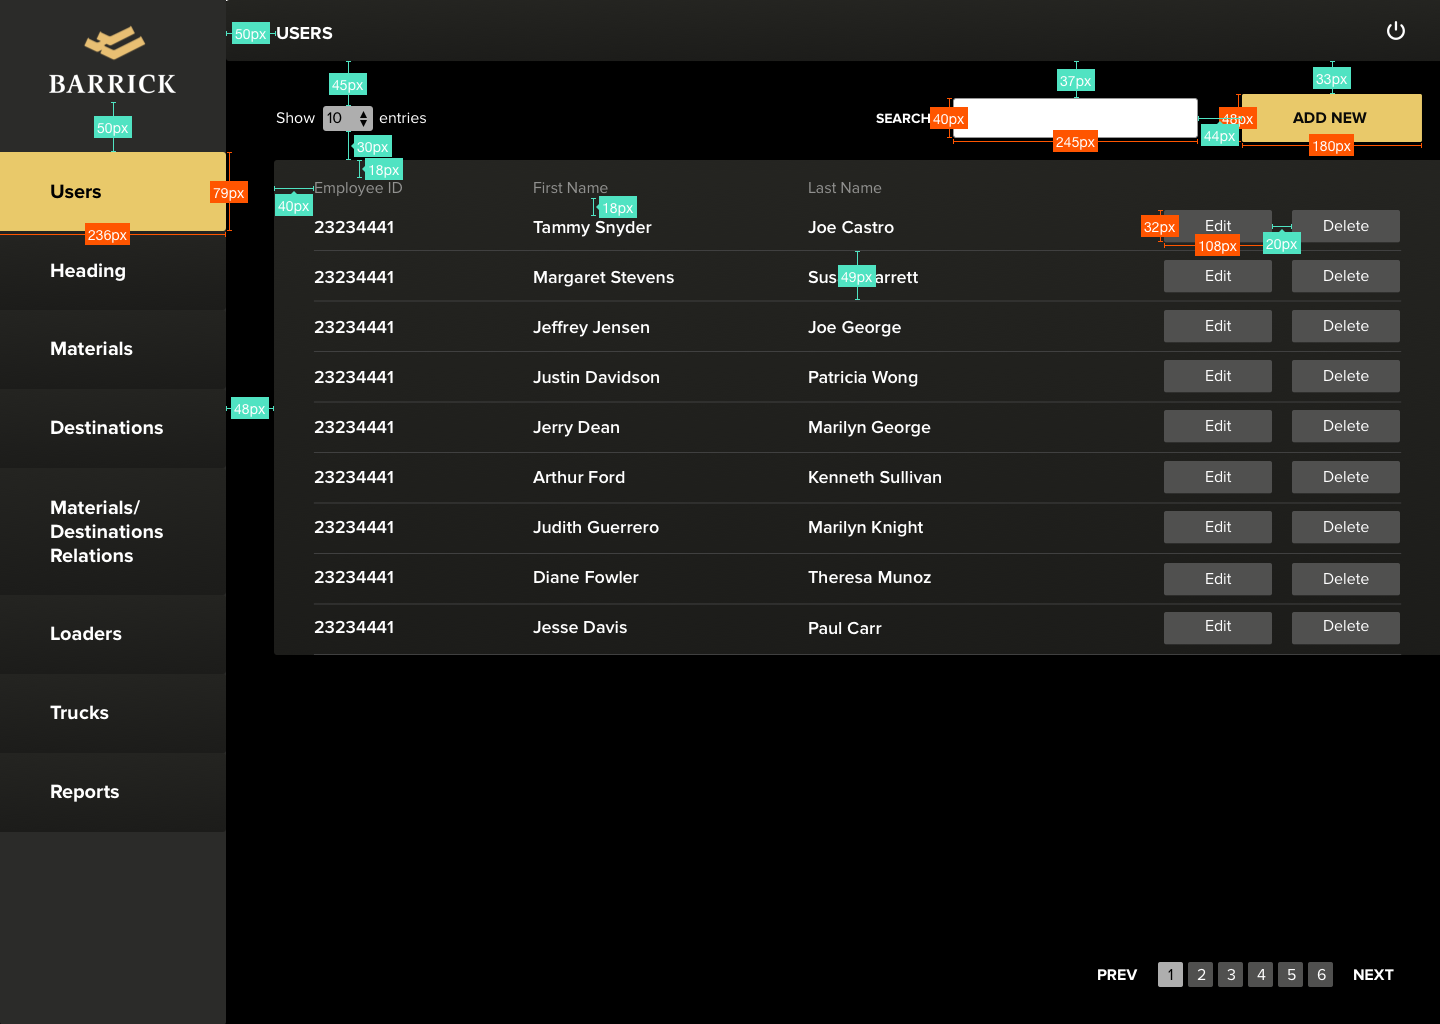 BARRICK
50px
Users
79px
236px
Heading
Materials
Destinations
Materials/
Destinations
Relations
Loaders
Trucks
Reports
50px
USERS
45px
37px
33px
Show 10 entries
SEARCH
40px
48px
ADD NEW
44px
245px
180px
30px
18px
Employee ID First Name Last Name
40px
18px
23234441 Tammy Snyder Joe Castro 32px Edit Delete
108px
20px
23234441 Margaret Stevens Sus 49px arrett Edit Delete
23234441 Jeffrey Jensen Joe George Edit Delete
23234441 Justin Davidson Patricia Wong Edit Delete
48px
23234441 Jerry Dean Marilyn George Edit Delete
23234441 Arthur Ford Kenneth Sullivan Edit Delete
23234441 Judith Guerrero Marilyn Knight Edit Delete
23234441 Diane Fowler Theresa Munoz Edit Delete
23234441 Jesse Davis Paul Carr Edit Delete
PREV 1 2 3 4 5 6 NEXT